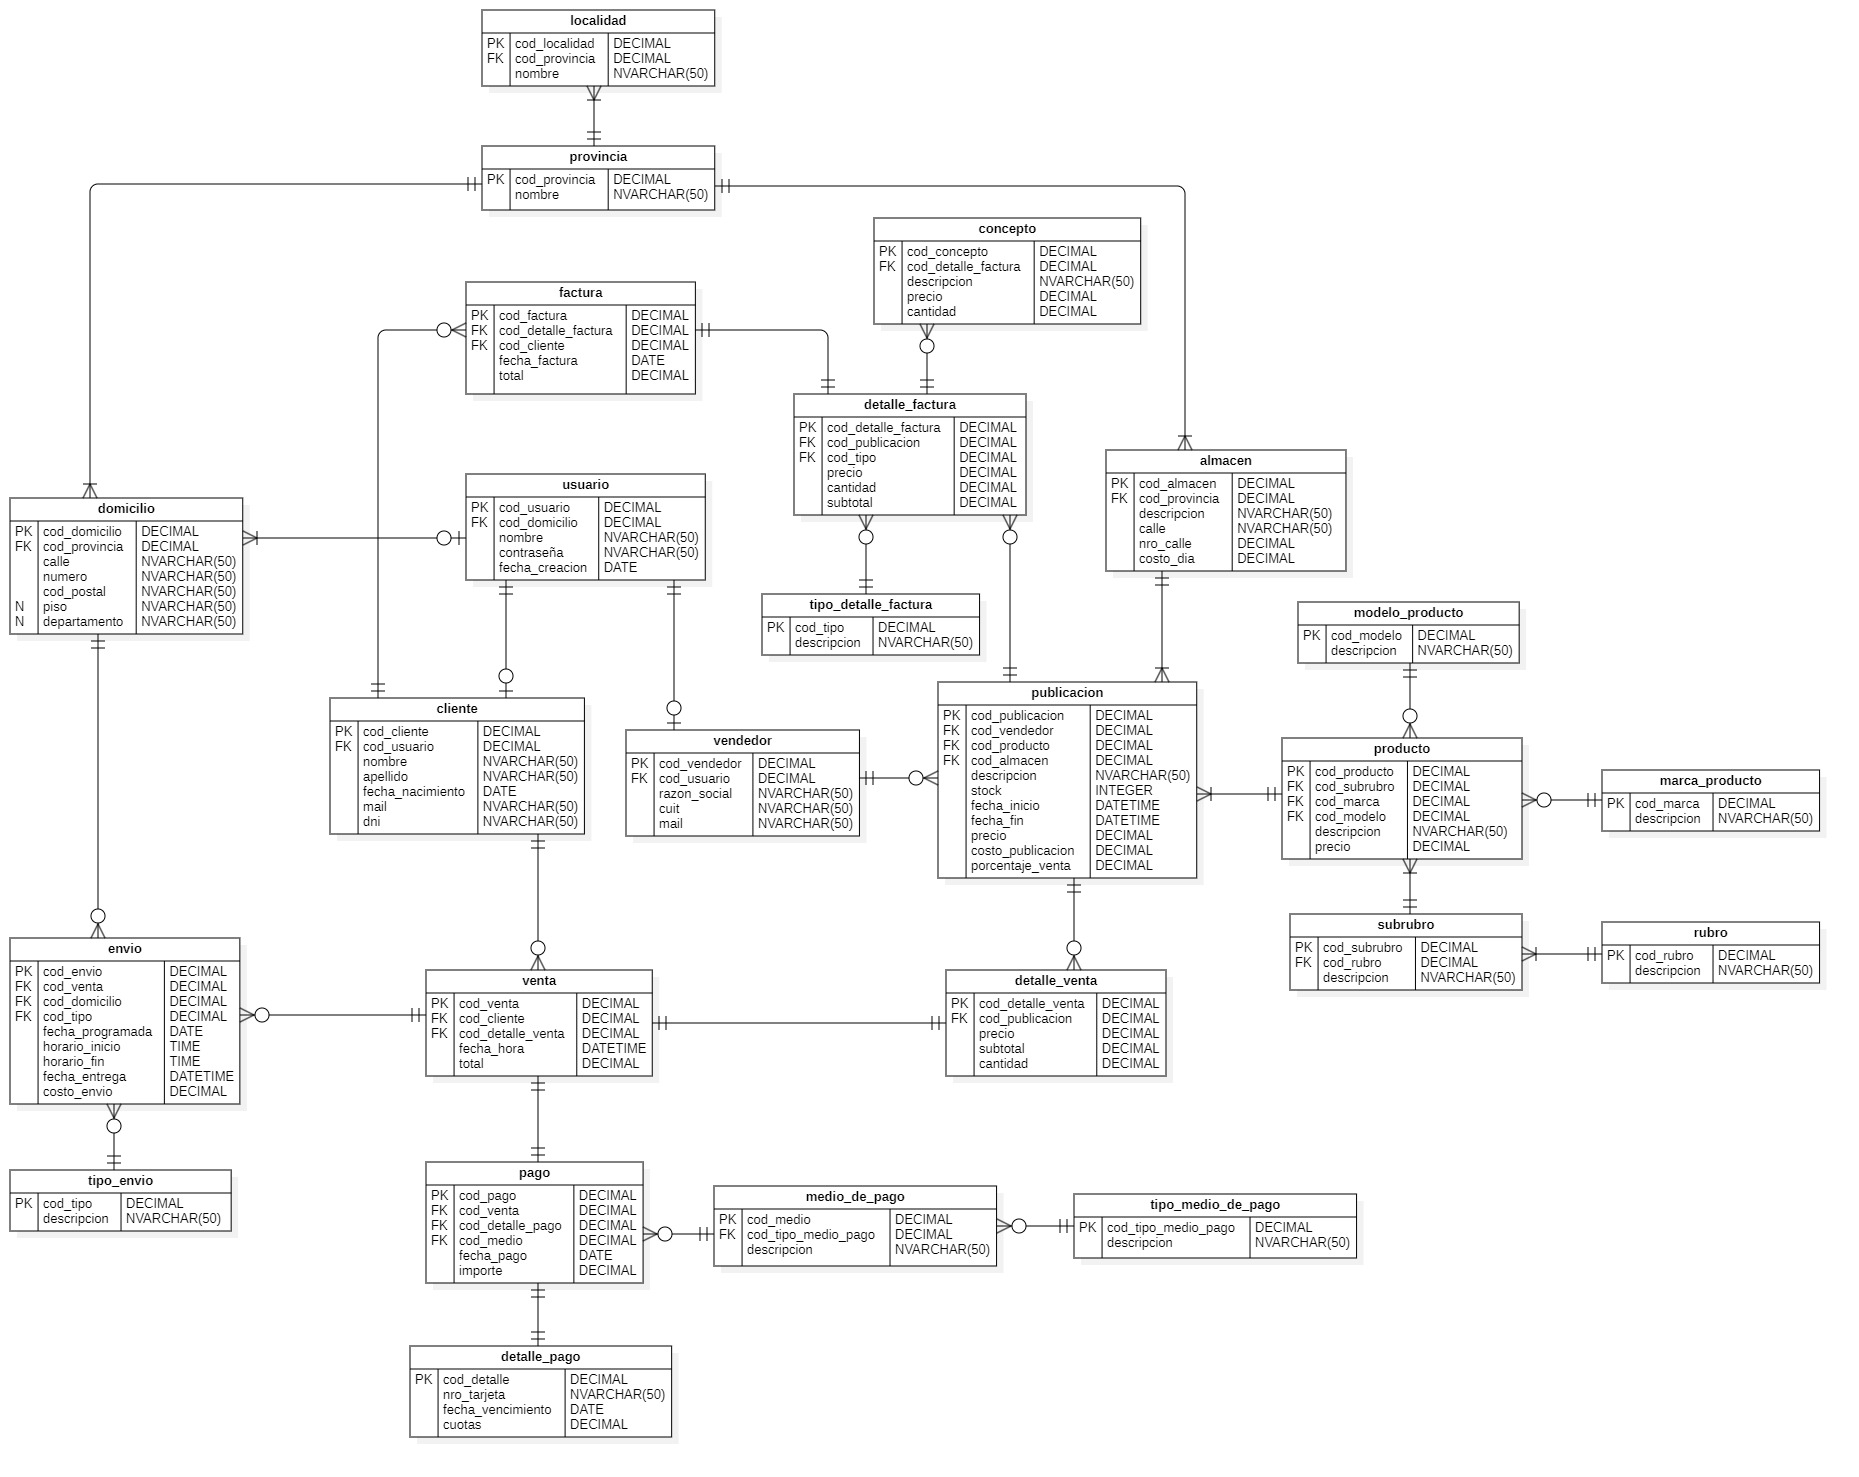 localidad
PK cod_localidad DECIMAL
FK cod_provincia DECIMAL
nombre NVARCHAR(50)
provincia
PK cod_provincia DECIMAL
nombre NVARCHAR(50)
concepto
PK cod_concepto DECIMAL
FK cod_detalle_factura DECIMAL
descripcion NVARCHAR(50)
precio DECIMAL
cantidad DECIMAL
factura
PK cod_factura DECIMAL
FK cod_detalle_factura DECIMAL
FK cod_cliente DECIMAL
fecha_factura DATE
total DECIMAL
detalle_factura
PK cod_detalle_factura DECIMAL
FK cod_publicacion DECIMAL
FK cod_tipo DECIMAL
precio DECIMAL
cantidad DECIMAL
subtotal DECIMAL
almacen
PK cod_almacen DECIMAL
FK cod_provincia DECIMAL
descripcion NVARCHAR(50)
calle NVARCHAR(50)
nro_calle DECIMAL
costo_dia DECIMAL
domicilio
PK cod_domicilio DECIMAL
FK cod_provincia DECIMAL
calle NVARCHAR(50)
numero NVARCHAR(50)
cod_postal NVARCHAR(50)
N piso NVARCHAR(50)
N departamento NVARCHAR(50)
usuario
PK cod_usuario DECIMAL
FK cod_domicilio DECIMAL
nombre NVARCHAR(50)
contraseña NVARCHAR(50)
fecha_creacion DATE
tipo_detalle_factura
PK cod_tipo DECIMAL
descripcion NVARCHAR(50)
modelo_producto
PK cod_modelo DECIMAL
descripcion NVARCHAR(50)
cliente
PK cod_cliente DECIMAL
FK cod_usuario DECIMAL
nombre NVARCHAR(50)
apellido NVARCHAR(50)
fecha_nacimiento DATE
mail NVARCHAR(50)
dni NVARCHAR(50)
vendedor
PK cod_vendedor DECIMAL
FK cod_usuario DECIMAL
razon_social NVARCHAR(50)
cuit NVARCHAR(50)
mail NVARCHAR(50)
publicacion
PK cod_publicacion DECIMAL
FK cod_vendedor DECIMAL
FK cod_producto DECIMAL
FK cod_almacen DECIMAL
descripcion NVARCHAR(50)
stock INTEGER
fecha_inicio DATETIME
fecha_fin DATETIME
precio DECIMAL
costo_publicacion DECIMAL
porcentaje_venta DECIMAL
producto
PK cod_producto DECIMAL
FK cod_subrubro DECIMAL
FK cod_marca DECIMAL
FK cod_modelo DECIMAL
descripcion NVARCHAR(50)
precio DECIMAL
marca_producto
PK cod_marca DECIMAL
descripcion NVARCHAR(50)
subrubro
PK cod_subrubro DECIMAL
FK cod_rubro DECIMAL
descripcion NVARCHAR(50)
rubro
PK cod_rubro DECIMAL
descripcion NVARCHAR(50)
envio
PK cod_envio DECIMAL
FK cod_venta DECIMAL
FK cod_domicilio DECIMAL
FK cod_tipo DECIMAL
fecha_programada DATE
horario_inicio TIME
horario_fin TIME
fecha_entrega DATETIME
costo_envio DECIMAL
venta
PK cod_venta DECIMAL
FK cod_cliente DECIMAL
FK cod_detalle_venta DECIMAL
fecha_hora DATETIME
total DECIMAL
detalle_venta
PK cod_detalle_venta DECIMAL
FK cod_publicacion DECIMAL
precio DECIMAL
subtotal DECIMAL
cantidad DECIMAL
tipo_envio
PK cod_tipo DECIMAL
descripcion NVARCHAR(50)
pago
PK cod_pago DECIMAL
FK cod_venta DECIMAL
FK cod_detalle_pago DECIMAL
FK cod_medio DECIMAL
fecha_pago DATE
importe DECIMAL
medio_de_pago
PK cod_medio DECIMAL
FK cod_tipo_medio_pago DECIMAL
descripcion NVARCHAR(50)
tipo_medio_de_pago
PK cod_tipo_medio_pago DECIMAL
descripcion NVARCHAR(50)
detalle_pago
PK cod_detalle DECIMAL
nro_tarjeta NVARCHAR(50)
fecha_vencimiento DATE
cuotas DECIMAL